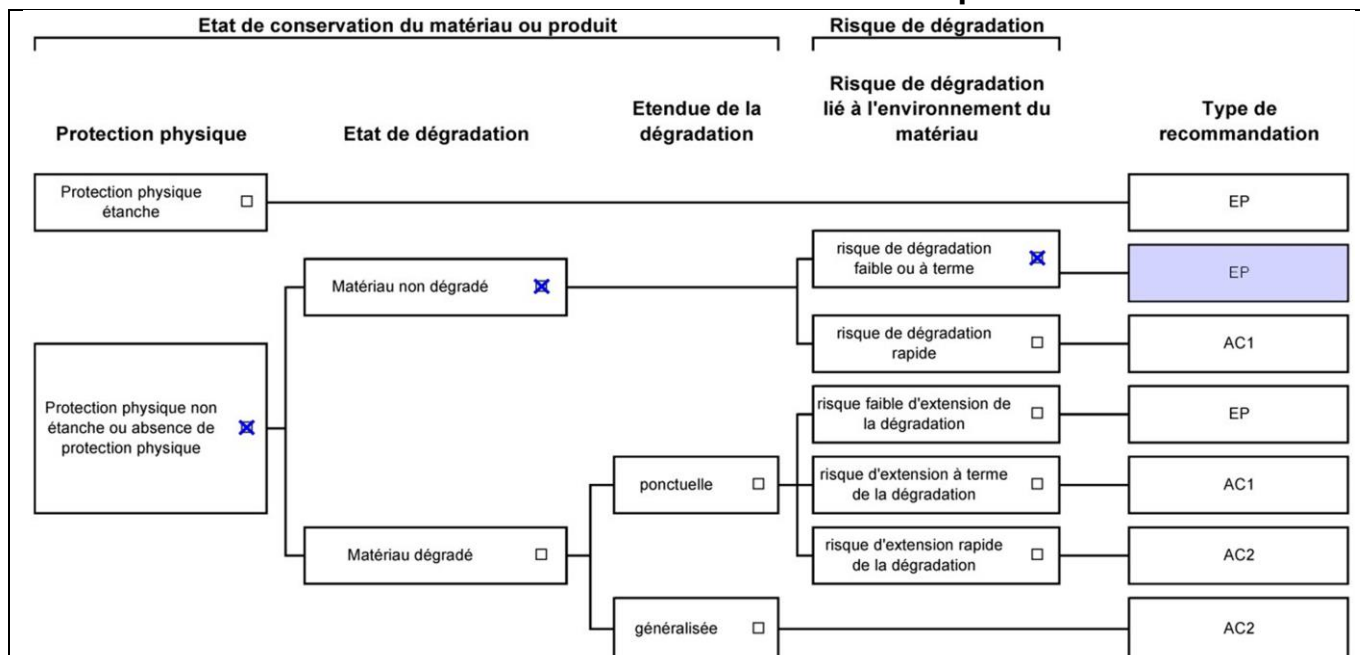 Etat de conservation du matériau ou produit
Risque de dégradation
Protection physique
Etat de dégradation
Etendue de la
dégradation
Risque de dégradation
lié à l'environnement du
matériau
Type de
recommandation
Protection physique
étanche
EP
risque de dégradation
faible ou à terme
EP
Matériau non dégradé
risque de dégradation
rapide
AC1
Protection physique non
étanche ou absence de
protection physique
risque faible d'extension de
la dégradation
EP
ponctuelle
risque d'extension à terme
de la dégradation
AC1
Matériau dégradé
risque d'extension rapide
de la dégradation
AC2
généralisée
AC2